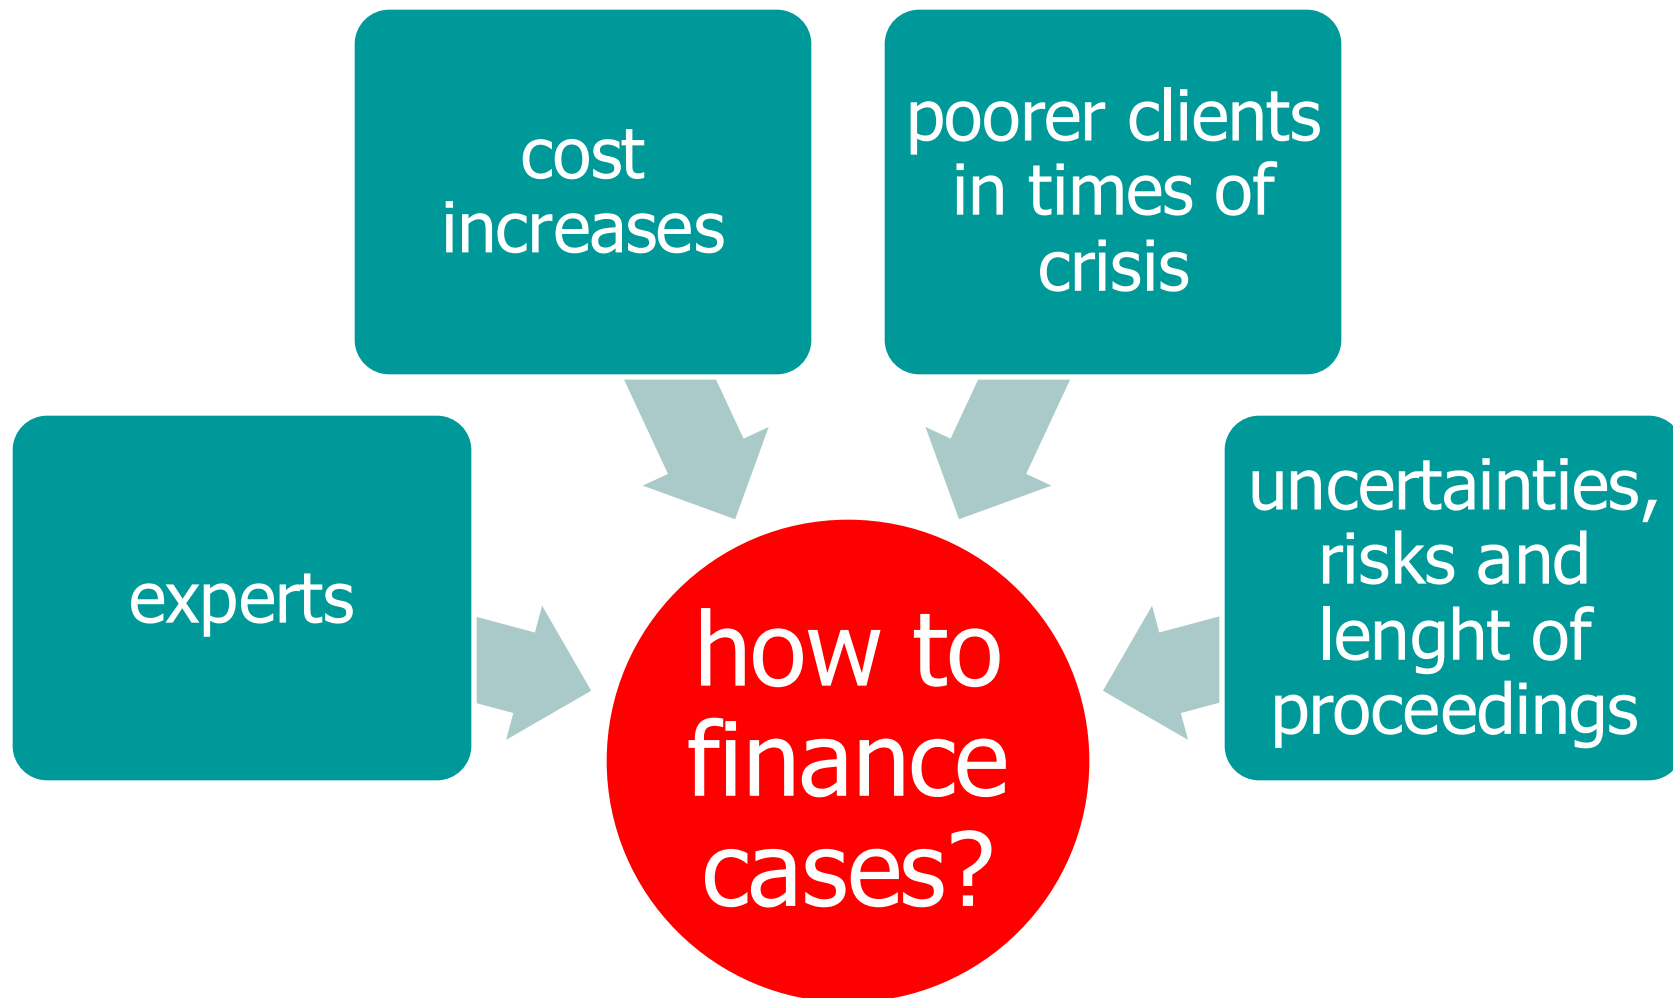 cost
increases
poorer clients
in times of
crisis
experts
uncertainties,
risks and
lenght of
proceedings
how to
finance
cases?